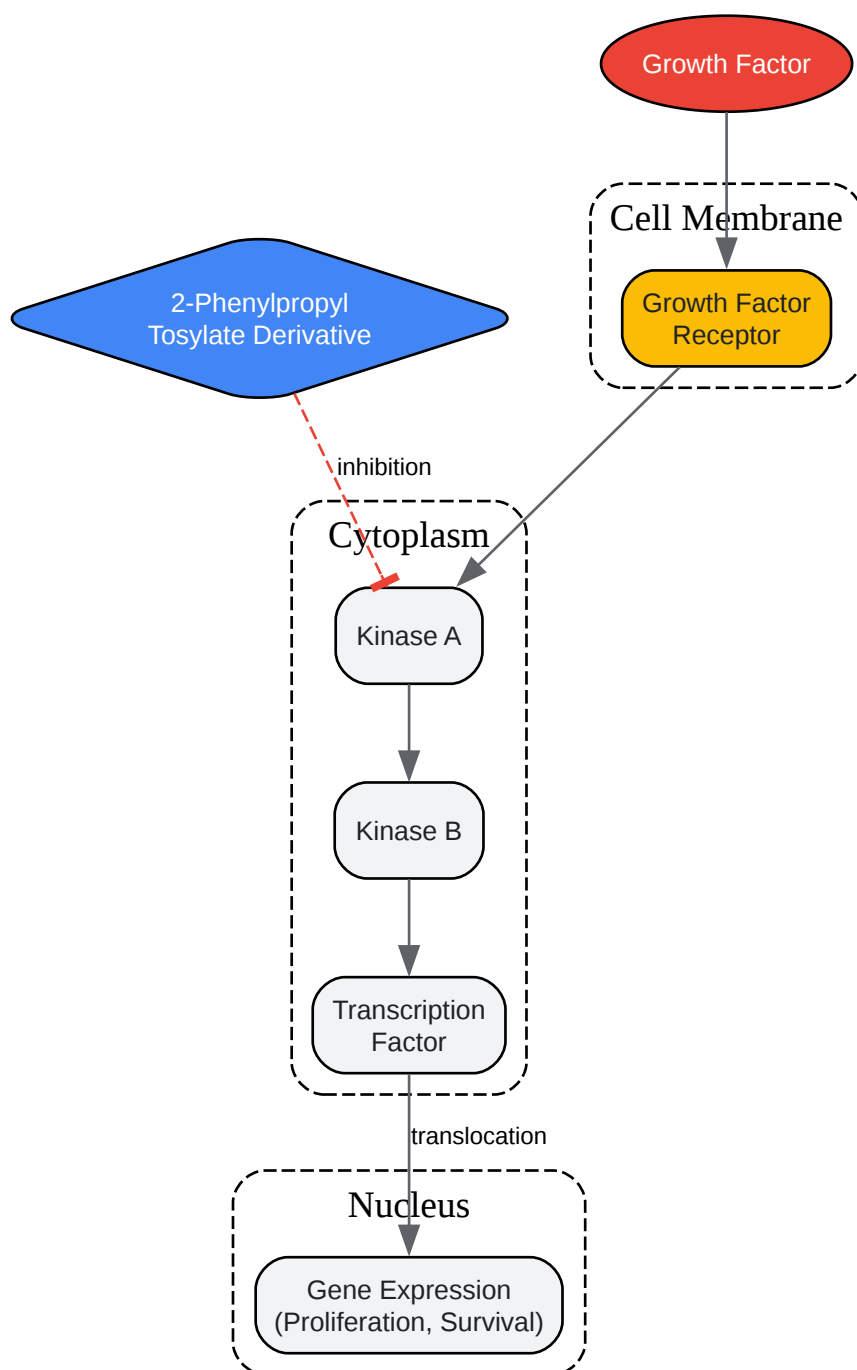 Growth Factor
Cell Membrane
Growth Factor
Receptor
2-Phenylpropyl
Tosylate Derivative
inhibition
Cytoplasm
Kinase A
Kinase B
Transcription
Factor
translocation
Nucleus
Gene Expression
(Proliferation, Survival)